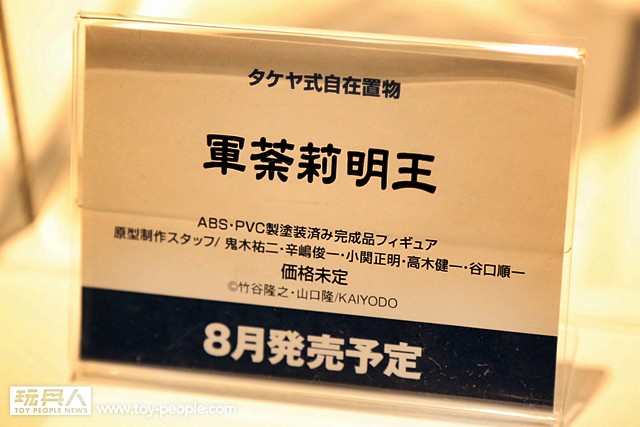 タケヤ式自在置物
軍荼莉明王
ABS・PVC製塗装済み完成品フィギュア
原型制作スタッフ/ 鬼木祐二・辛嶋俊一・小関正明・高木健一・谷口順一
価格未定
©竹谷隆之・山口隆/KAIYODO
8月発売予定
玩具人
TOY PEOPLE NEWS
www.toy-people.com